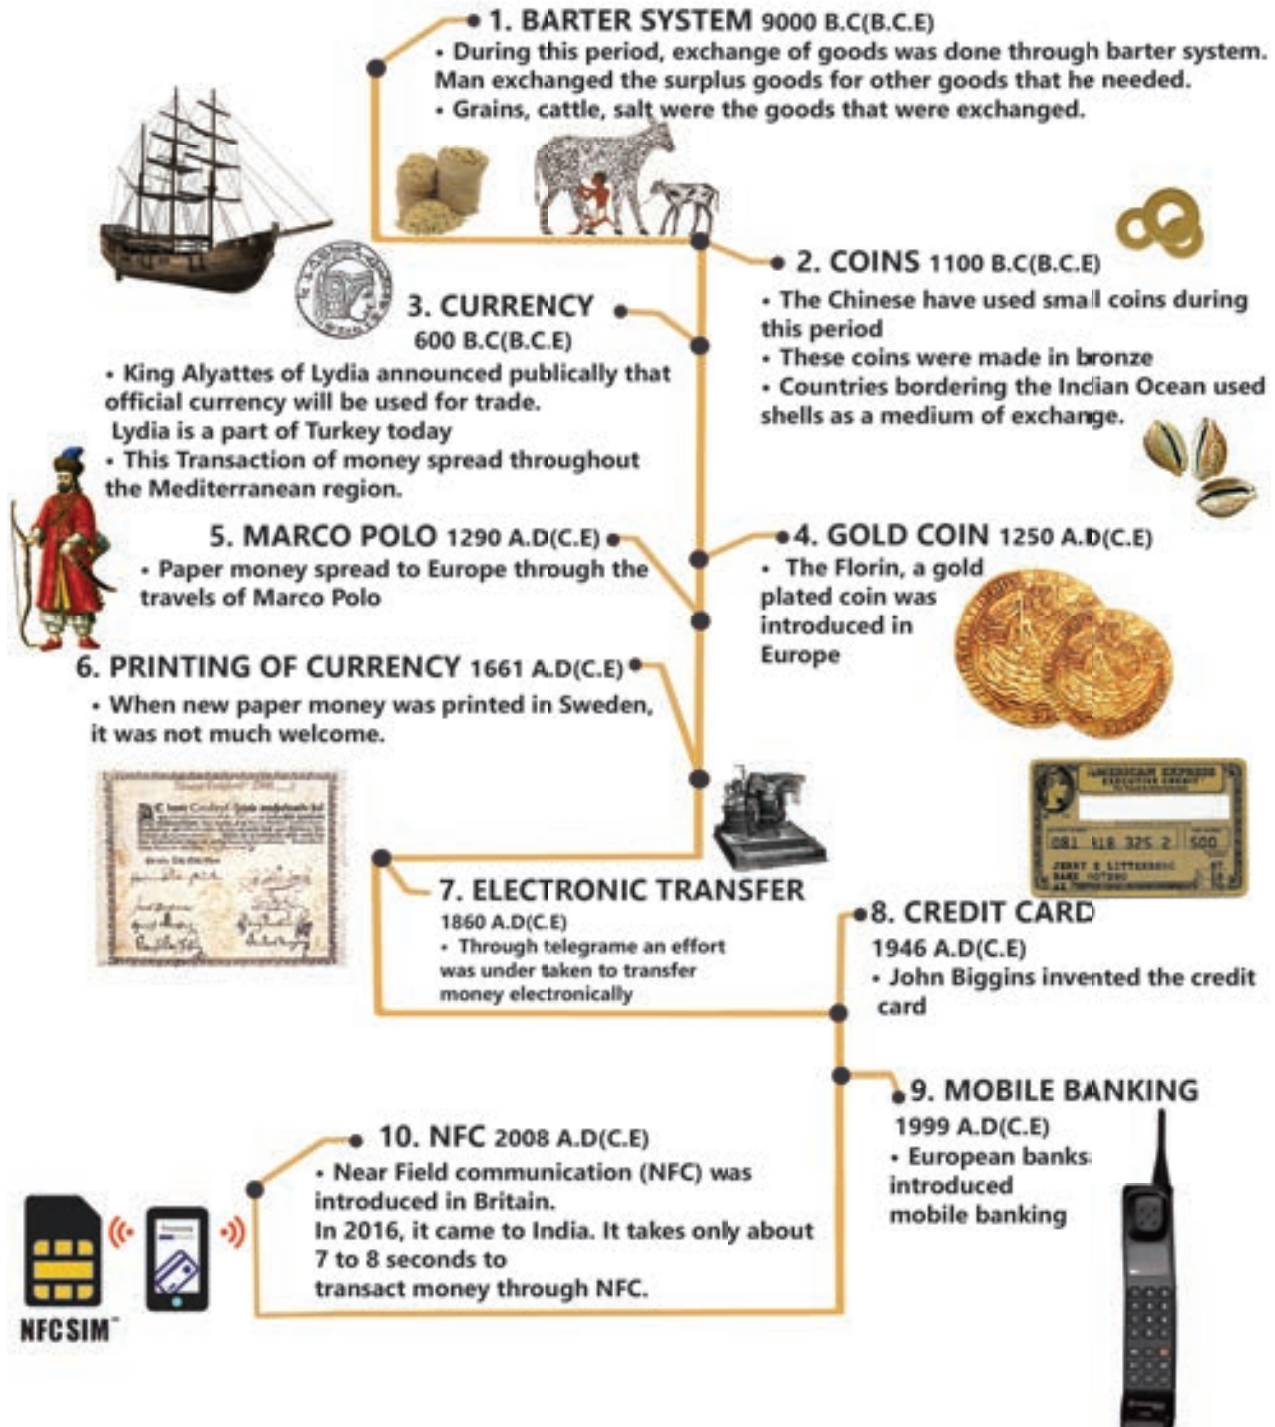 1. BARTER SYSTEM 9000 B.C(B.C.E)
• During this period, exchange of goods was done through barter system.
Man exchanged the surplus goods for other goods that he needed.
• Grains, cattle, salt were the goods that were exchanged.
2. COINS 1100 B.C(B.C.E)
• The Chinese have used small coins during
this period
• These coins were made in bronze
• Countries bordering the Indian Ocean used
shells as a medium of exchange.
3. CURRENCY
600 B.C(B.C.E)
• King Alyattes of Lydia announced publically that
official currency will be used for trade.
Lydia is a part of Turkey today
• This Transaction of money spread throughout
the Mediterranean region.
4. GOLD COIN 1250 A.D(C.E)
• The Florin, a gold
plated coin was
introduced in
Europe
5. MARCO POLO 1290 A.D(C.E)
• Paper money spread to Europe through the
travels of Marco Polo
6. PRINTING OF CURRENCY 1661 A.D(C.E)
• When new paper money was printed in Sweden,
it was not much welcome.
AMERICAN EXPRESS
EXECUTIVE CREDIT
7. ELECTRONIC TRANSFER
1860 A.D(C.E)
• Through telegrame an effort
was under taken to transfer
money electronically
8. CREDIT CARD
1946 A.D(C.E)
• John Biggins invented the credit
card
9. MOBILE BANKING
1999 A.D(C.E)
• European banks
introduced
mobile banking
10. NFC 2008 A.D(C.E)
• Near Field communication (NFC) was
introduced in Britain.
In 2016, it came to India. It takes only about
7 to 8 seconds to
transact money through NFC.
NFC SIM